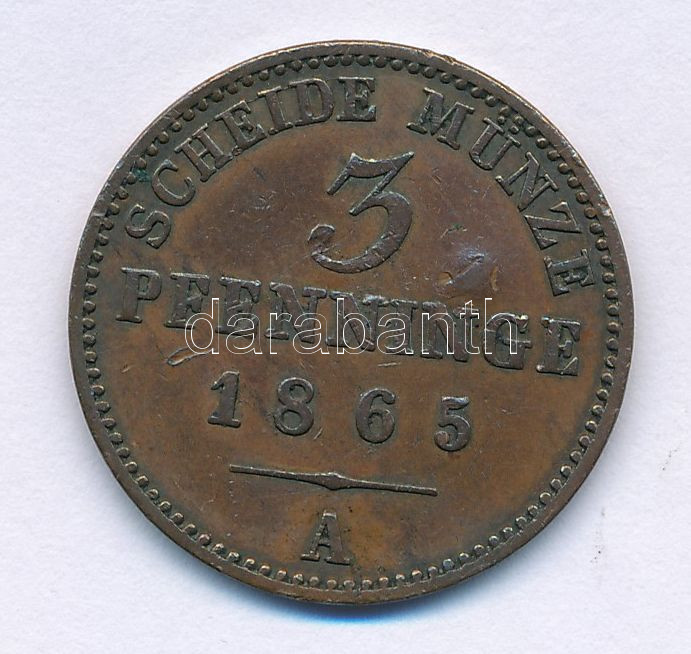 SCHEIDE MÜNZE
3
PFENNINGE
darabanth
1865
A